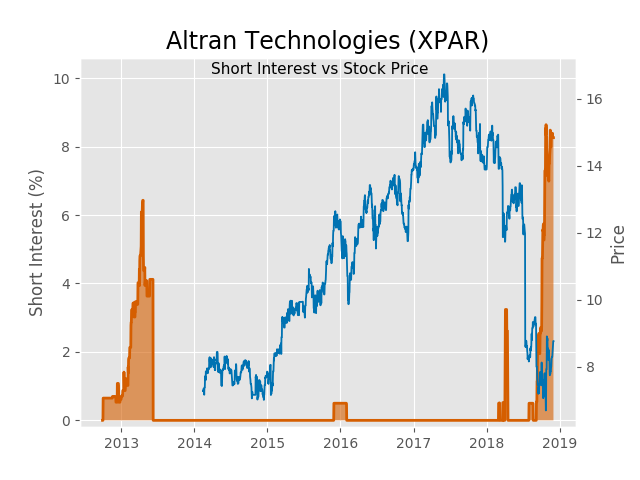 Altran Technologies (XPAR)
Short Interest vs Stock Price
Short Interest (%)
10
8
6
4
2
0
16
14
12
10
8
Price
2013 2014 2015 2016 2017 2018 2019